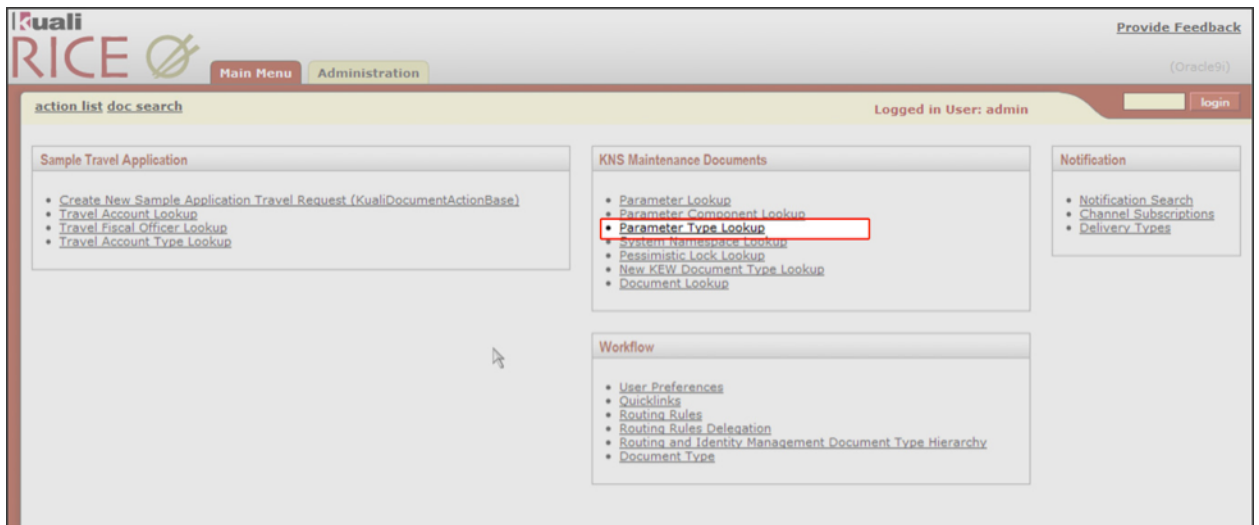 Kuali
RICE
Provide Feedback
Main Menu
Administration
(Oracle9i)
action list doc search
Logged in User: admin
login
Sample Travel Application
Create New Sample Application Travel Request (KualiDocumentActionBase)
Travel Account Lookup
Travel Fiscal Officer Lookup
Travel Account Type Lookup
KNS Maintenance Documents
Parameter Lookup
Parameter Component Lookup
Parameter Type Lookup
System Namespace Lookup
Pessimistic Lock Lookup
New KEW Document Type Lookup
Document Lookup
Notification
Notification Search
Channel Subscriptions
Delivery Types
Workflow
User Preferences
Quicklinks
Routing Rules
Routing Rules Delegation
Routing and Identity Management Document Type Hierarchy
Document Type